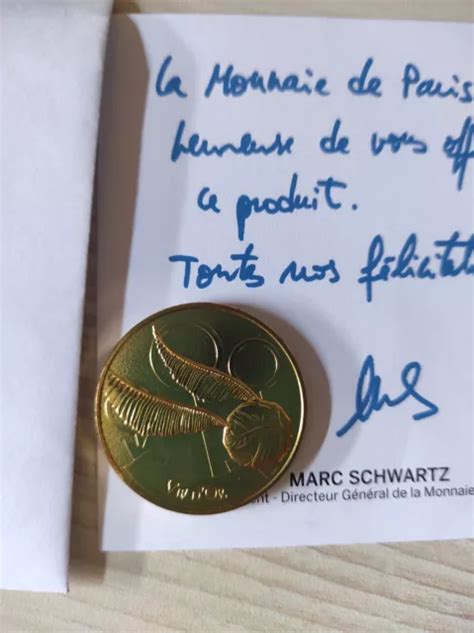 La Monnaie de Paris
heureuse de vous off
ce produit.
Toutes nos félicitat
VIF D'OR
MARC SCHWARTZ
ent - Directeur Général de la Monnaie